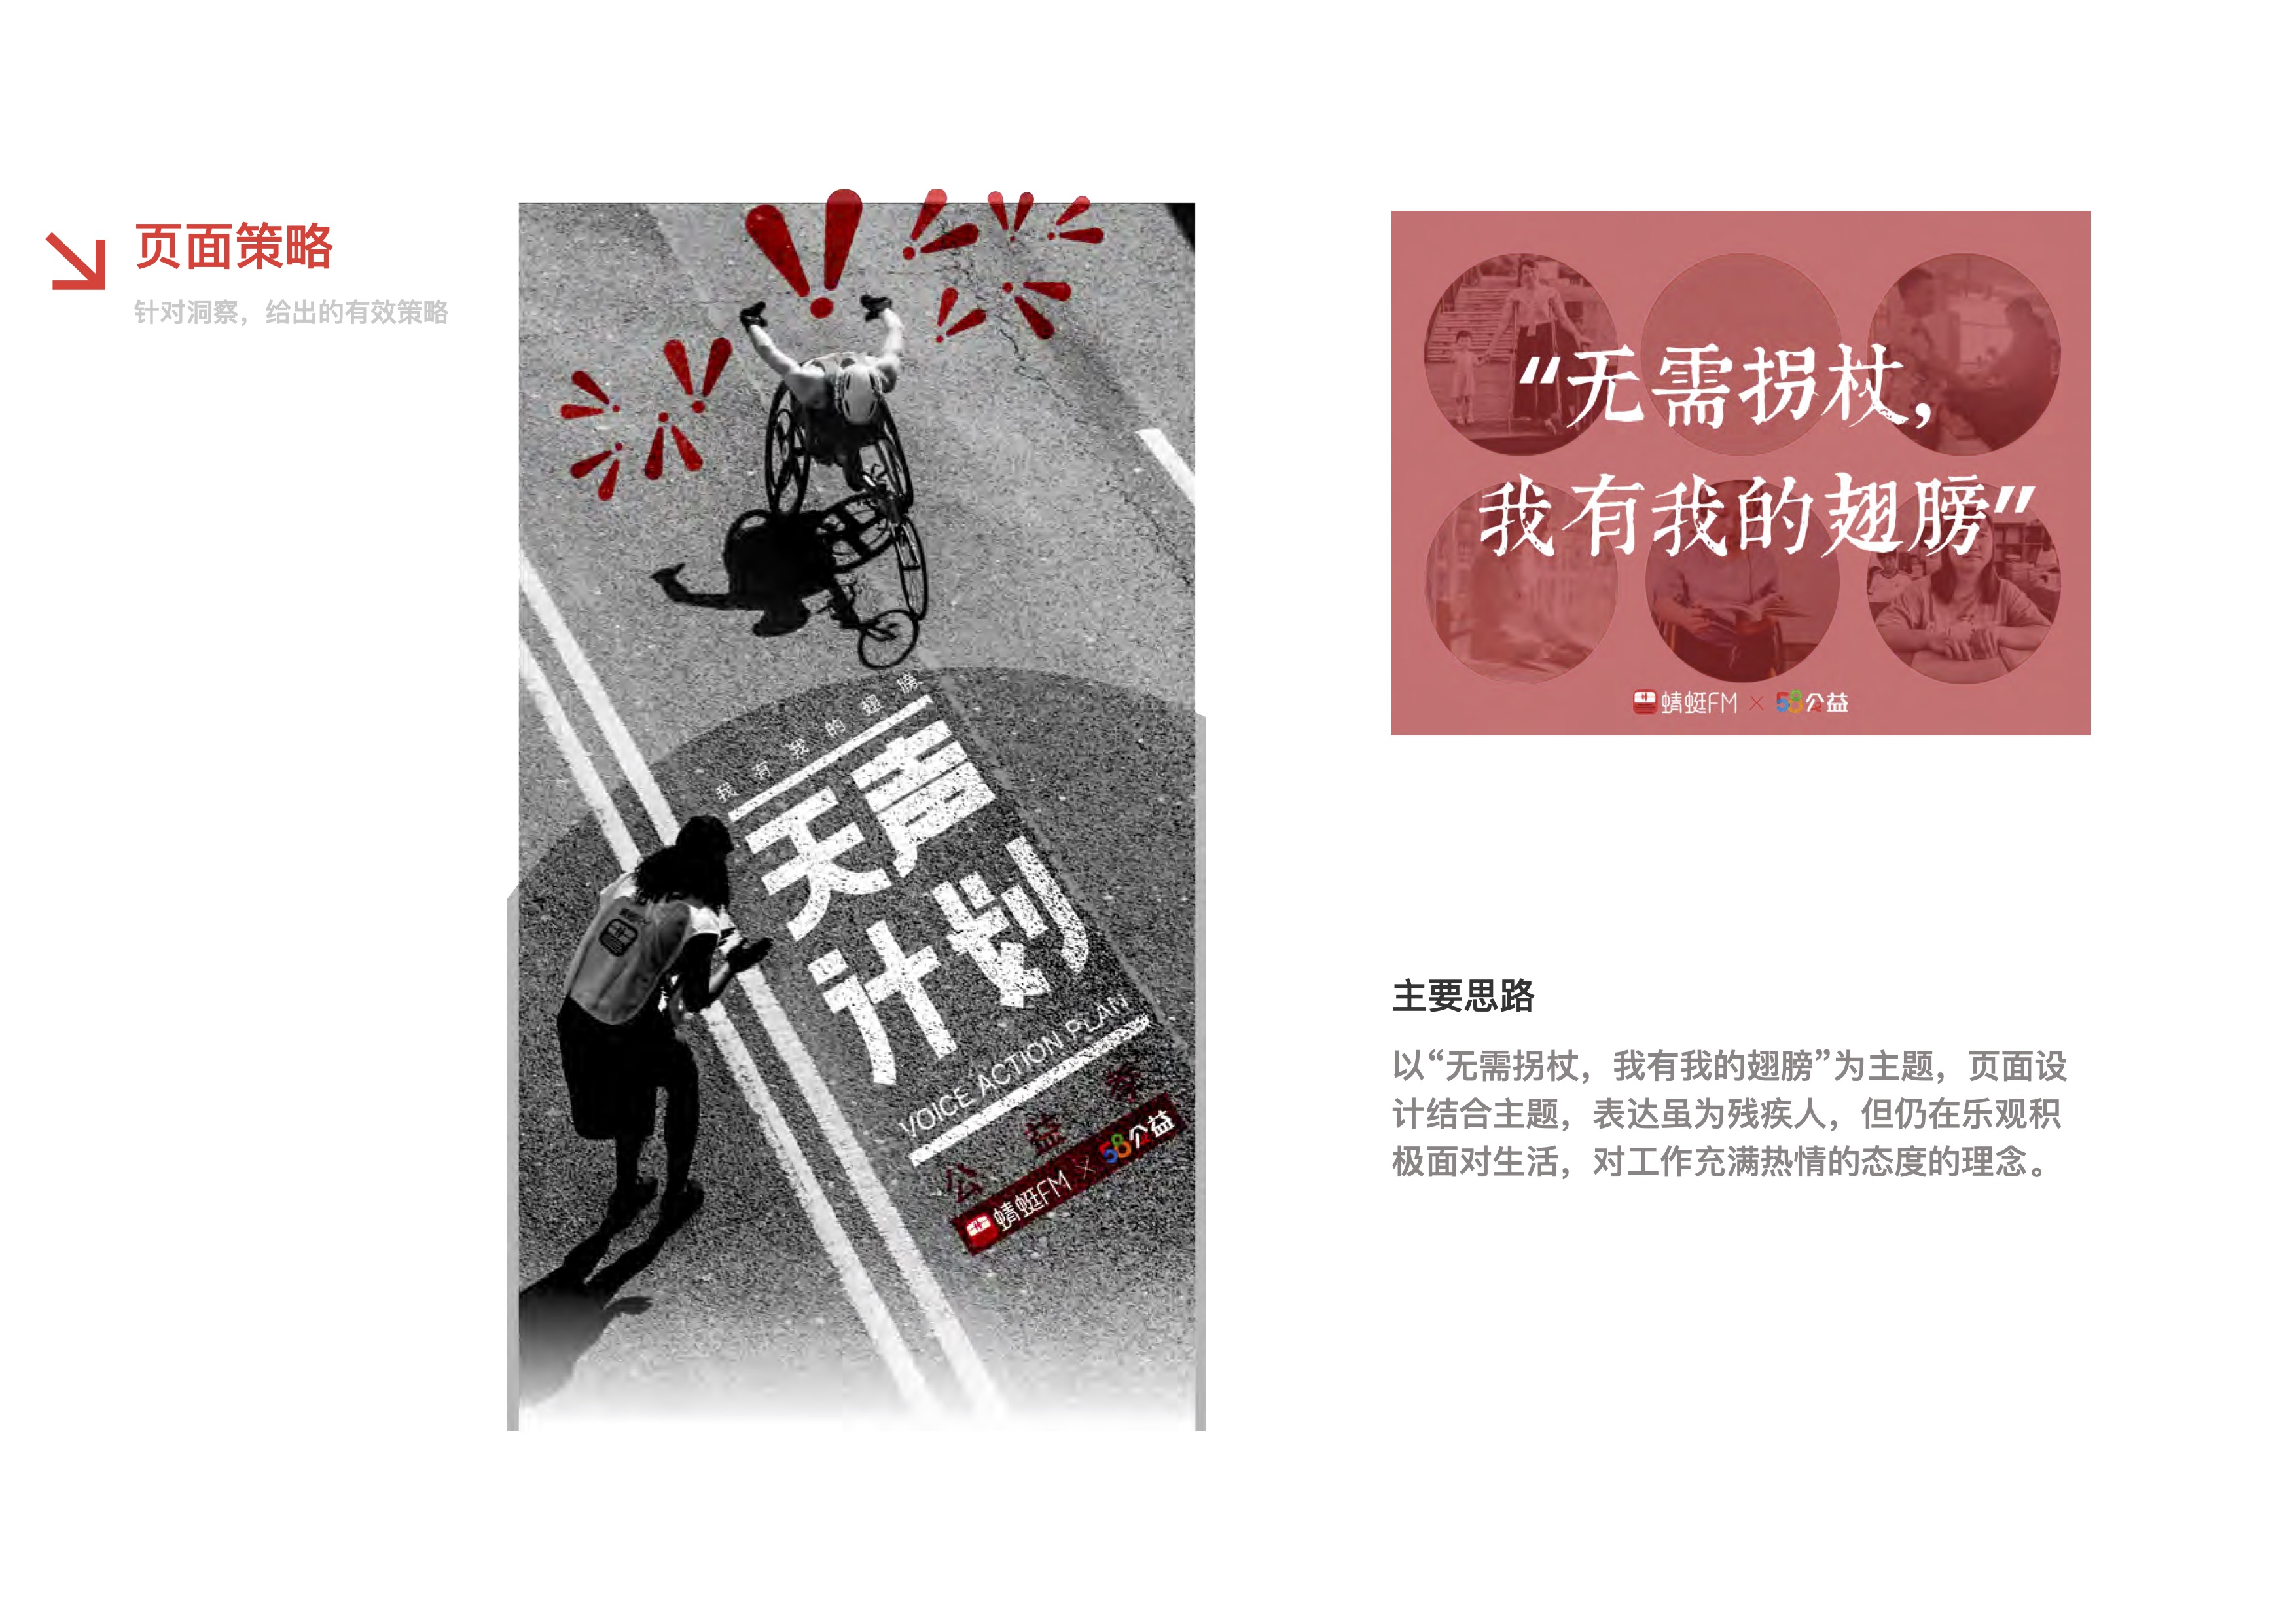 页面策略
针对洞察，给出的有效策略
我有我的翅膀
天声
计划
VOICE ACTION PLAN
公益季
蜻蜓FM × 58公益
“无需拐杖，
我有我的翅膀”
蜻蜓FM × 58公益
主要思路
以“无需拐杖，我有我的翅膀”为主题，页面设
计结合主题，表达虽为残疾人，但仍在乐观积
极面对生活，对工作充满热情的态度的理念。